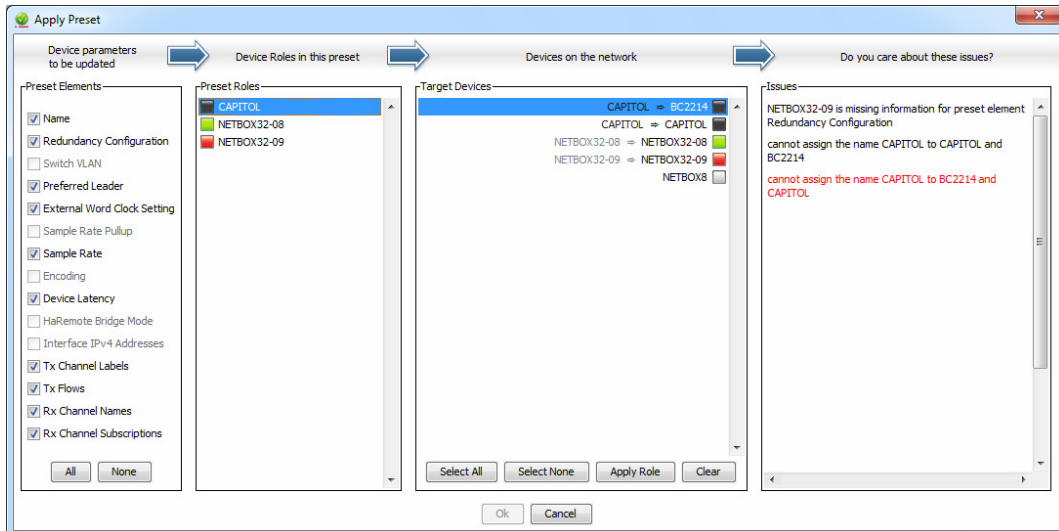 Apply Preset
Device parameters
to be updated
Device Roles in this preset
Devices on the network
Do you care about these issues?
Preset Elements
Name
Redundancy Configuration
Switch VLAN
Preferred Leader
External Word Clock Setting
Sample Rate Pullup
Sample Rate
Encoding
Device Latency
HaRemote Bridge Mode
Interface IPv4 Addresses
Tx Channel Labels
Tx Flows
Rx Channel Names
Rx Channel Subscriptions
All
None
Preset Roles
CAPITOL
NETBOX32-08
NETBOX32-09
Target Devices
CAPITOL ⇒ BC2214
CAPITOL ⇒ CAPITOL
NETBOX32-08 ⇒ NETBOX32-08
NETBOX32-09 ⇒ NETBOX32-09
NETBOX8
Select All
Select None
Apply Role
Clear
Issues
NETBOX32-09 is missing information for preset element
Redundancy Configuration
cannot assign the name CAPITOL to CAPITOL and
BC2214
cannot assign the name CAPITOL to BC2214 and
CAPITOL
Ok
Cancel